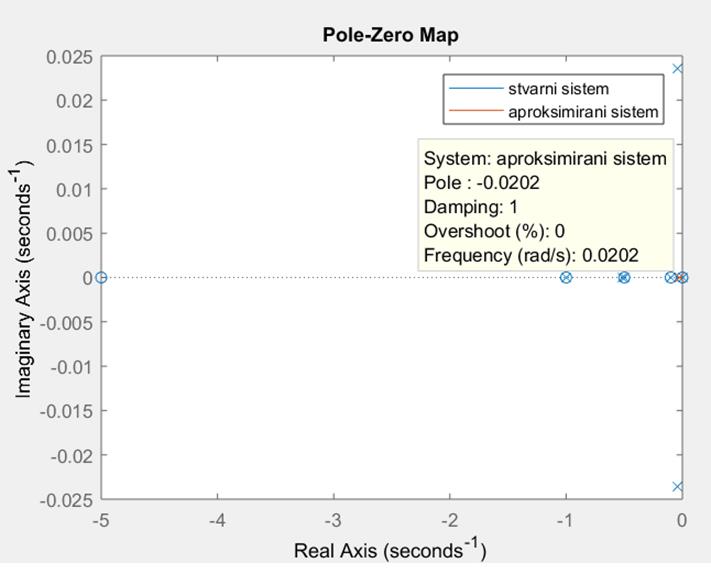 Pole-Zero Map
stvarni sistem
aproksimirani sistem
System: aproksimirani sistem
Pole : -0.0202
Damping: 1
Overshoot (%): 0
Frequency (rad/s): 0.0202
Imaginary Axis (seconds⁻¹)
0.025
0.02
0.015
0.01
0.005
0
-0.005
-0.01
-0.015
-0.02
-0.025
-5 -4 -3 -2 -1 0
Real Axis (seconds⁻¹)